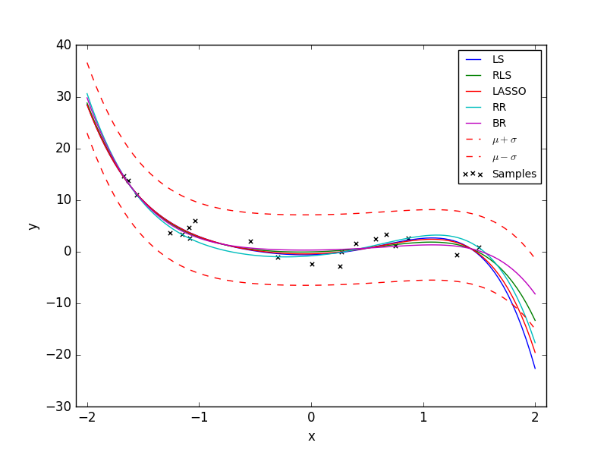 40
30
20
10
0
−10
−20
−30
y
−2
−1
0
1
2
x
LS
RLS
LASSO
RR
BR
μ + σ
μ − σ
Samples